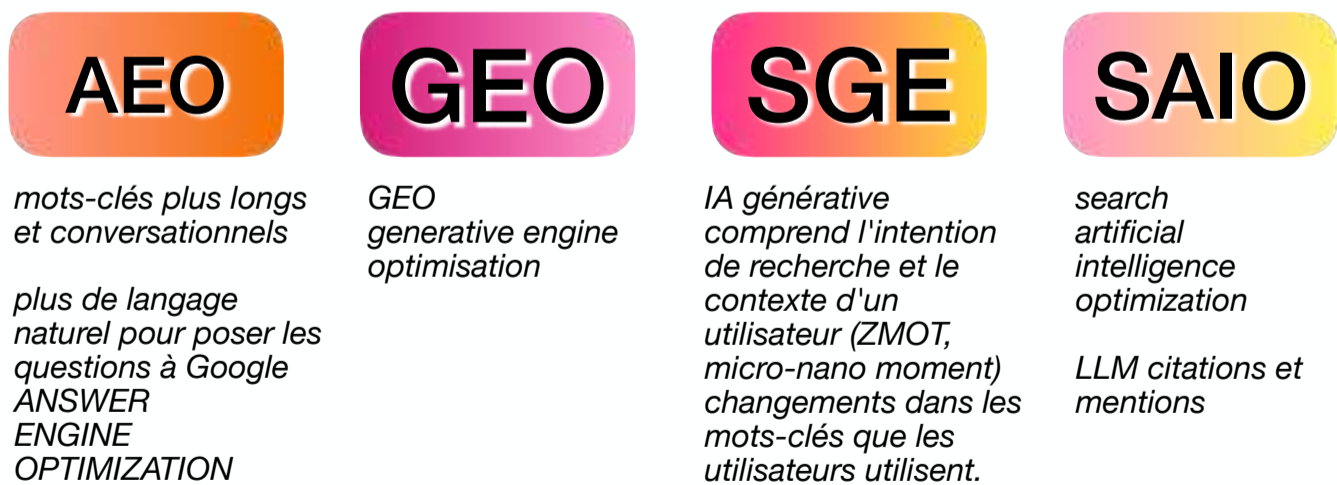 AEO
mots-clés plus longs
et conversationnels
plus de langage
naturel pour poser les
questions à Google
ANSWER
ENGINE
OPTIMIZATION
GEO
GEO
generative engine
optimisation
SGE
IA générative
comprend l'intention
de recherche et le
contexte d'un
utilisateur (ZMOT,
micro-nano moment)
changements dans les
mots-clés que les
utilisateurs utilisent.
SAIO
search
artificial
intelligence
optimization
LLM citations et
mentions